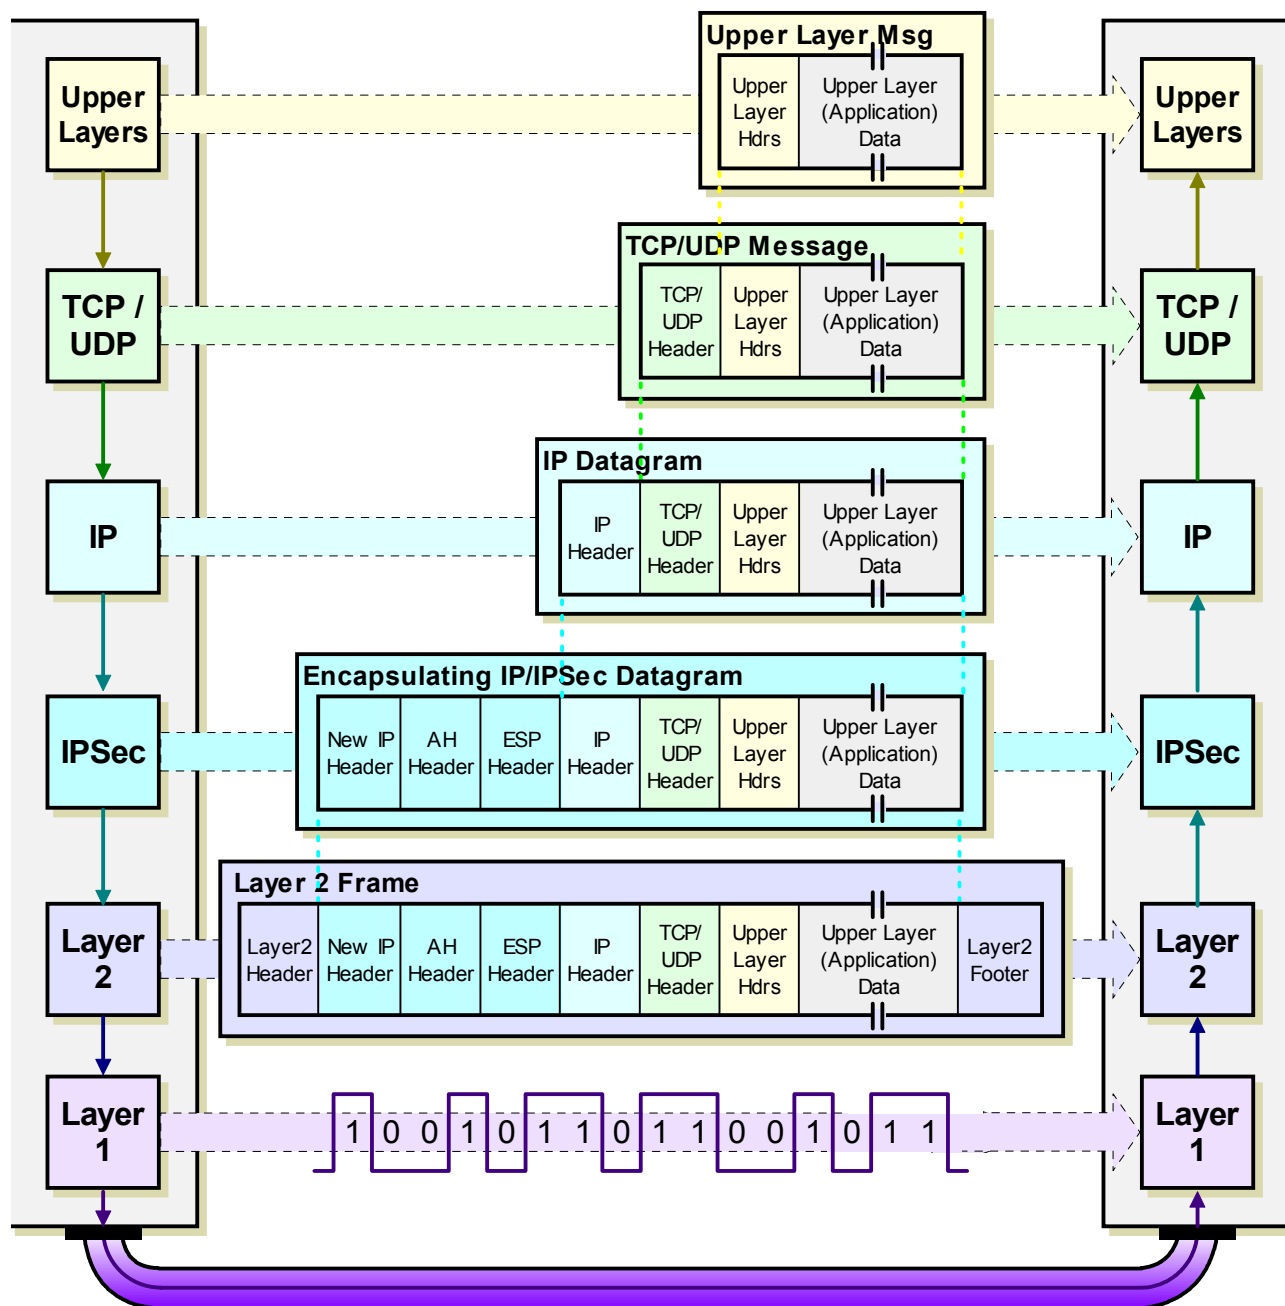 Upper Layer Msg
Upper
Layers
Upper
Layer
Hdrs
Upper Layer
(Application)
Data
Upper
Layers
TCP/UDP Message
TCP /
UDP
TCP/
UDP
Header
Upper
Layer
Hdrs
Upper Layer
(Application)
Data
TCP /
UDP
IP Datagram
IP
IP
Header
TCP/
UDP
Header
Upper
Layer
Hdrs
Upper Layer
(Application)
Data
IP
Encapsulating IP/IPSec Datagram
IPSec
New IP
Header
AH
Header
ESP
Header
IP
Header
TCP/
UDP
Header
Upper
Layer
Hdrs
Upper Layer
(Application)
Data
IPSec
Layer 2 Frame
Layer
2
Layer2
Header
New IP
Header
AH
Header
ESP
Header
IP
Header
TCP/
UDP
Header
Upper
Layer
Hdrs
Upper Layer
(Application)
Data
Layer2
Footer
Layer
2
Layer
1
1 0 0 1 0 1 1 0 1 1 0 0 1 0 1 1
Layer
1